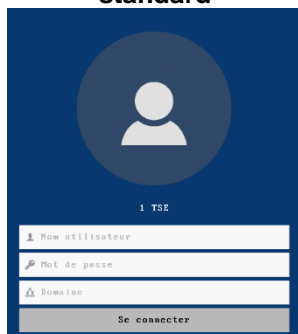 standard
1 TSE
Nom utilisateur
Mot de passe
Domaine
Se connecter